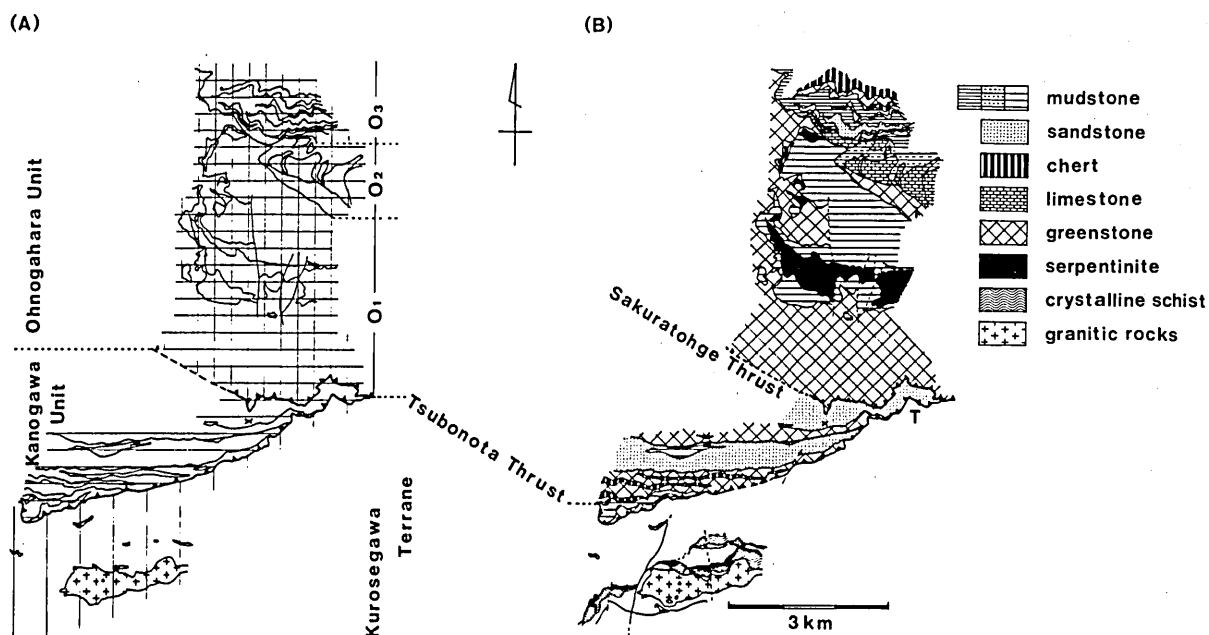 (A)
(B)
Ohnogahara Unit
Kanogawa
Unit
O3
O2
O1
Tsubonota Thrust
Kurosegawa
Terrane
Sakuratohge Thrust
T
mudstone
sandstone
chert
limestone
greenstone
serpentinite
crystalline schist
granitic rocks
3 km